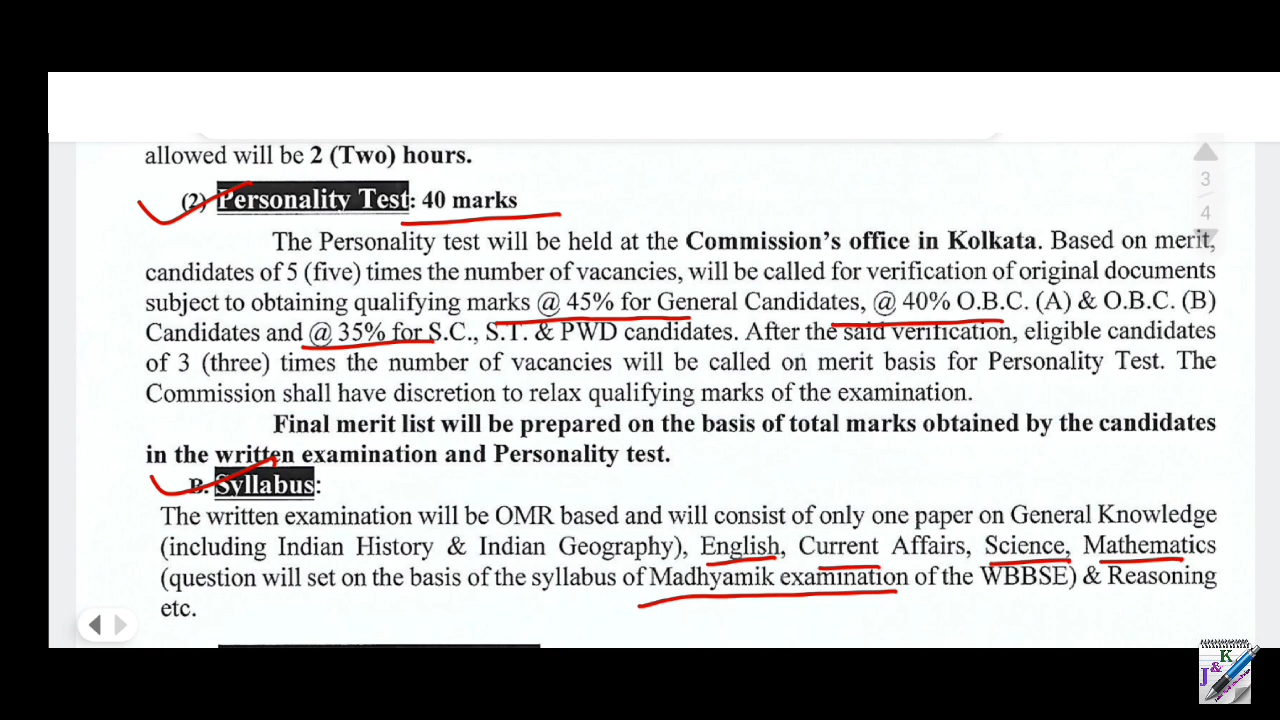 allowed will be 2 (Two) hours.
(2) Personality Test: 40 marks
3
4
The Personality test will be held at the Commission's office in Kolkata. Based on merit,
candidates of 5 (five) times the number of vacancies, will be called for verification of original documents
subject to obtaining qualifying marks @ 45% for General Candidates, @ 40% O.B.C. (A) & O.B.C. (B)
Candidates and @ 35% for S.C., S.T. & PWD candidates. After the said verification, eligible candidates
of 3 (three) times the number of vacancies will be called on merit basis for Personality Test. The
Commission shall have discretion to relax qualifying marks of the examination.
Final merit list will be prepared on the basis of total marks obtained by the candidates
in the written examination and Personality test.
B. Syllabus:
The written examination will be OMR based and will consist of only one paper on General Knowledge
(including Indian History & Indian Geography), English, Current Affairs, Science, Mathematics
(question will set on the basis of the syllabus of Madhyamik examination of the WBBSE) & Reasoning
etc.
J & K